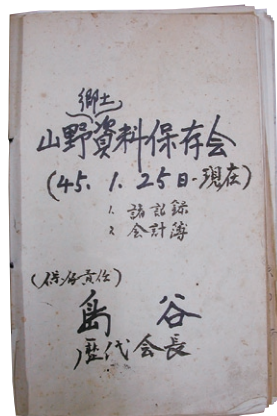 郷土
山野資料保存会
(45. 1. 25日・現在)
1. 諸記録
2. 会計簿
(保存責任)
島谷
歴代会長